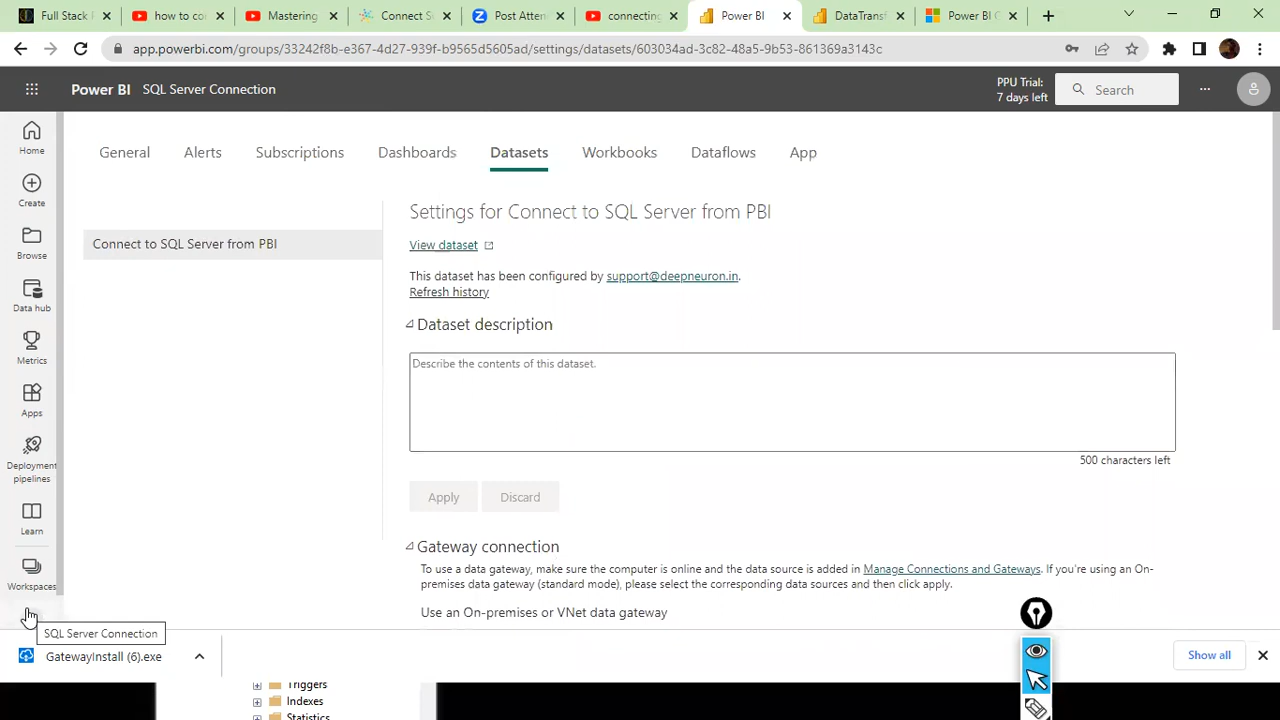 Full Stack P
how to co
Mastering
Connect S
Post Atten
connecting
Power BI
DataTransf
Power BI G
app.powerbi.com/groups/33242f8b-e367-4d27-939f-b9565d5605ad/settings/datasets/603034ad-3c82-48a5-9b53-861369a3143c
Power BI SQL Server Connection
PPU Trial:
7 days left
Search
Home
Create
Browse
Data hub
Metrics
Apps
Deployment
pipelines
Learn
Workspaces
General Alerts Subscriptions Dashboards Datasets Workbooks Dataflows App
Connect to SQL Server from PBI
Settings for Connect to SQL Server from PBI
View dataset
This dataset has been configured by support@deepneuron.in.
Refresh history
Dataset description
Describe the contents of this dataset.
500 characters left
Apply Discard
Gateway connection
To use a data gateway, make sure the computer is online and the data source is added in Manage Connections and Gateways. If you're using an On-
premises data gateway (standard mode), please select the corresponding data sources and then click apply.
Use an On-premises or VNet data gateway
SQL Server Connection
GatewayInstall (6).exe
Show all
Triggers
Indexes
Statistics